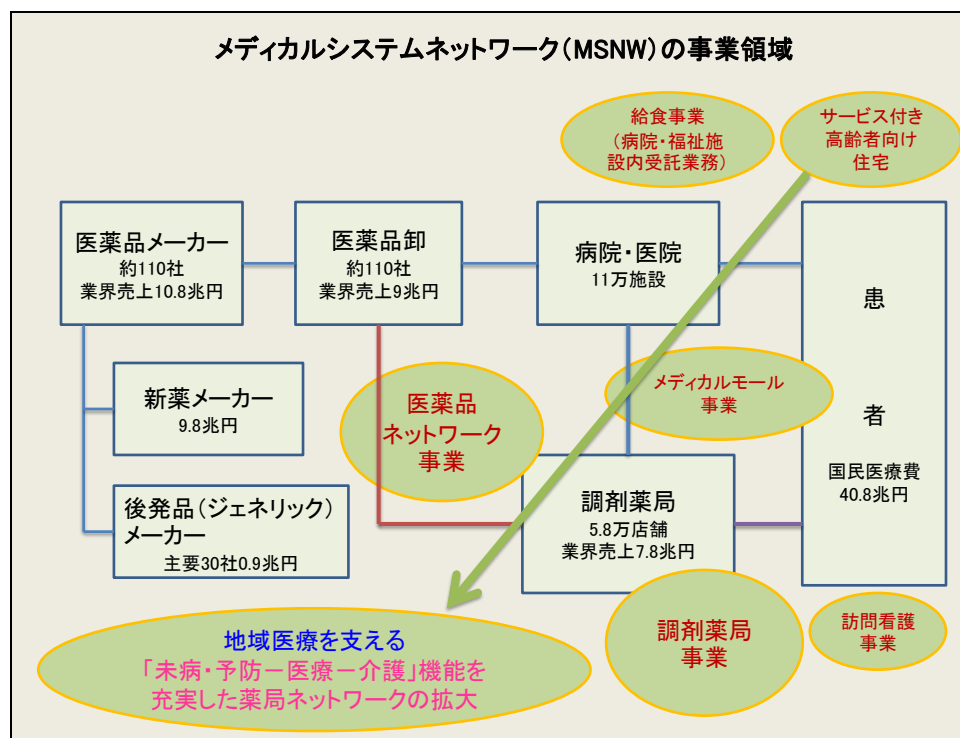 メディカルシステムネットワーク（MSNW）の事業領域
給食事業
（病院・福祉施
設内受託業務）
サービス付き
高齢者向け
住宅
医薬品メーカー
約110社
業界売上10.8兆円
医薬品卸
約110社
業界売上9兆円
病院・医院
11万施設
患
者
国民医療費
40.8兆円
新薬メーカー
9.8兆円
医薬品
ネットワーク
事業
メディカルモール
事業
後発品（ジェネリック）
メーカー
主要30社0.9兆円
調剤薬局
5.8万店舗
業界売上7.8兆円
地域医療を支える
「未病・予防－医療－介護」機能を
充実した薬局ネットワークの拡大
調剤薬局
事業
訪問看護
事業